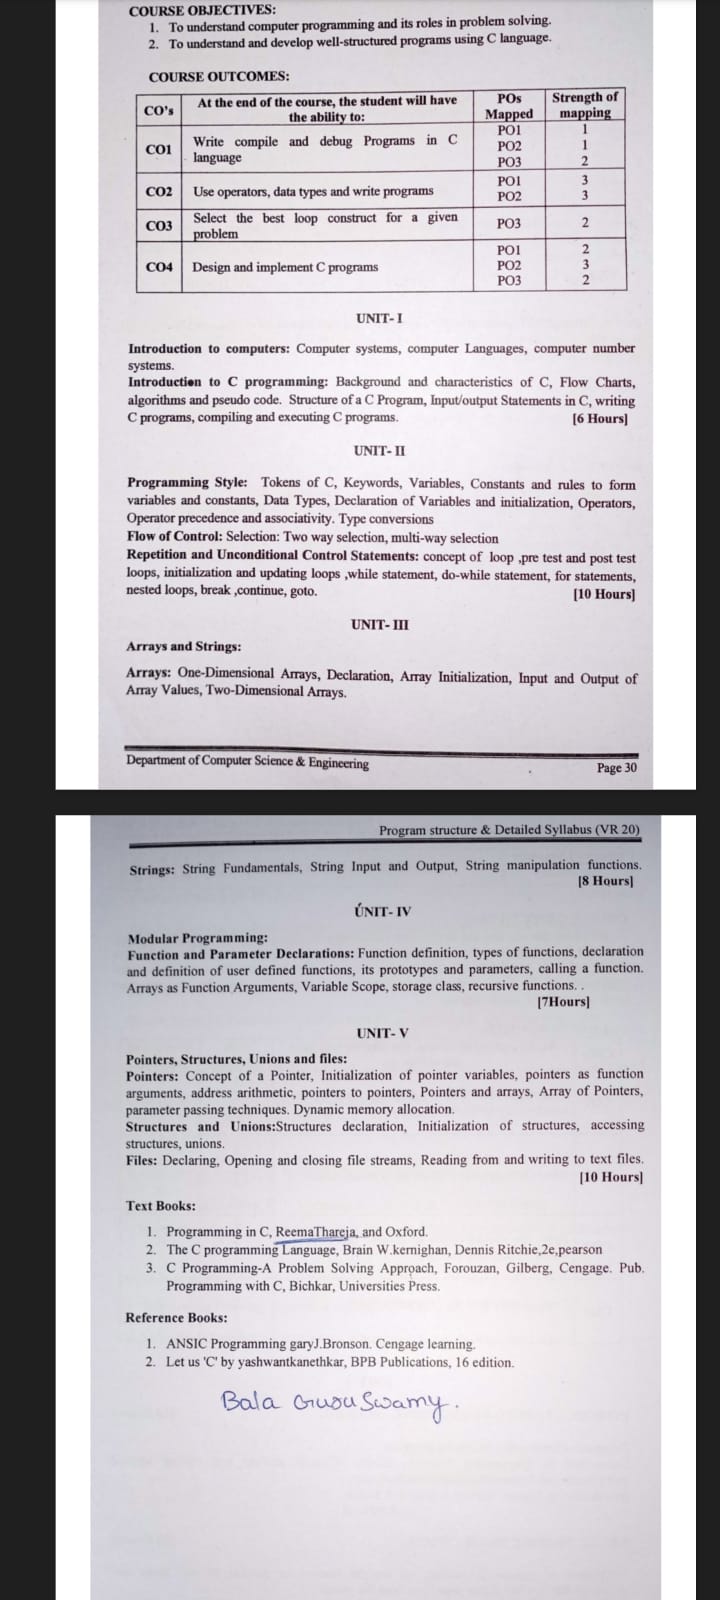 COURSE OBJECTIVES:
1. To understand computer programming and its roles in problem solving.
2. To understand and develop well-structured programs using C language.
COURSE OUTCOMES:
CO's At the end of the course, the student will have the ability to: POs Mapped Strength of mapping
CO1 Write compile and debug Programs in C language PO1 1
PO2 1
PO3 2
CO2 Use operators, data types and write programs PO1 3
PO2 3
CO3 Select the best loop construct for a given problem PO3 2
CO4 Design and implement C programs PO1 2
PO2 3
PO3 2
UNIT- I
Introduction to computers: Computer systems, computer Languages, computer number
systems.
Introduction to C programming: Background and characteristics of C, Flow Charts,
algorithms and pseudo code. Structure of a C Program, Input/output Statements in C, writing
C programs, compiling and executing C programs. [6 Hours]
UNIT- II
Programming Style: Tokens of C, Keywords, Variables, Constants and rules to form
variables and constants, Data Types, Declaration of Variables and initialization, Operators,
Operator precedence and associativity. Type conversions
Flow of Control: Selection: Two way selection, multi-way selection
Repetition and Unconditional Control Statements: concept of loop ,pre test and post test
loops, initialization and updating loops ,while statement, do-while statement, for statements,
nested loops, break ,continue, goto. [10 Hours]
UNIT- III
Arrays and Strings:
Arrays: One-Dimensional Arrays, Declaration, Array Initialization, Input and Output of
Array Values, Two-Dimensional Arrays.
Department of Computer Science & Engineering Page 30
Program structure & Detailed Syllabus (VR 20)
Strings: String Fundamentals, String Input and Output, String manipulation functions.
[8 Hours]
UNIT- IV
Modular Programming:
Function and Parameter Declarations: Function definition, types of functions, declaration
and definition of user defined functions, its prototypes and parameters, calling a function.
Arrays as Function Arguments, Variable Scope, storage class, recursive functions. .
[7Hours]
UNIT- V
Pointers, Structures, Unions and files:
Pointers: Concept of a Pointer, Initialization of pointer variables, pointers as function
arguments, address arithmetic, pointers to pointers, Pointers and arrays, Array of Pointers,
parameter passing techniques. Dynamic memory allocation.
Structures and Unions:Structures declaration, Initialization of structures, accessing
structures, unions.
Files: Declaring, Opening and closing file streams, Reading from and writing to text files.
[10 Hours]
Text Books:
1. Programming in C, ReemaThareja, and Oxford.
2. The C programming Language, Brain W.kernighan, Dennis Ritchie,2e,pearson
3. C Programming-A Problem Solving Approach, Forouzan, Gilberg, Cengage. Pub.
Programming with C, Bichkar, Universities Press.
Reference Books:
1. ANSIC Programming garyJ.Bronson. Cengage learning.
2. Let us 'C' by yashwantkanethkar, BPB Publications, 16 edition.
Bala GuruSwamy.